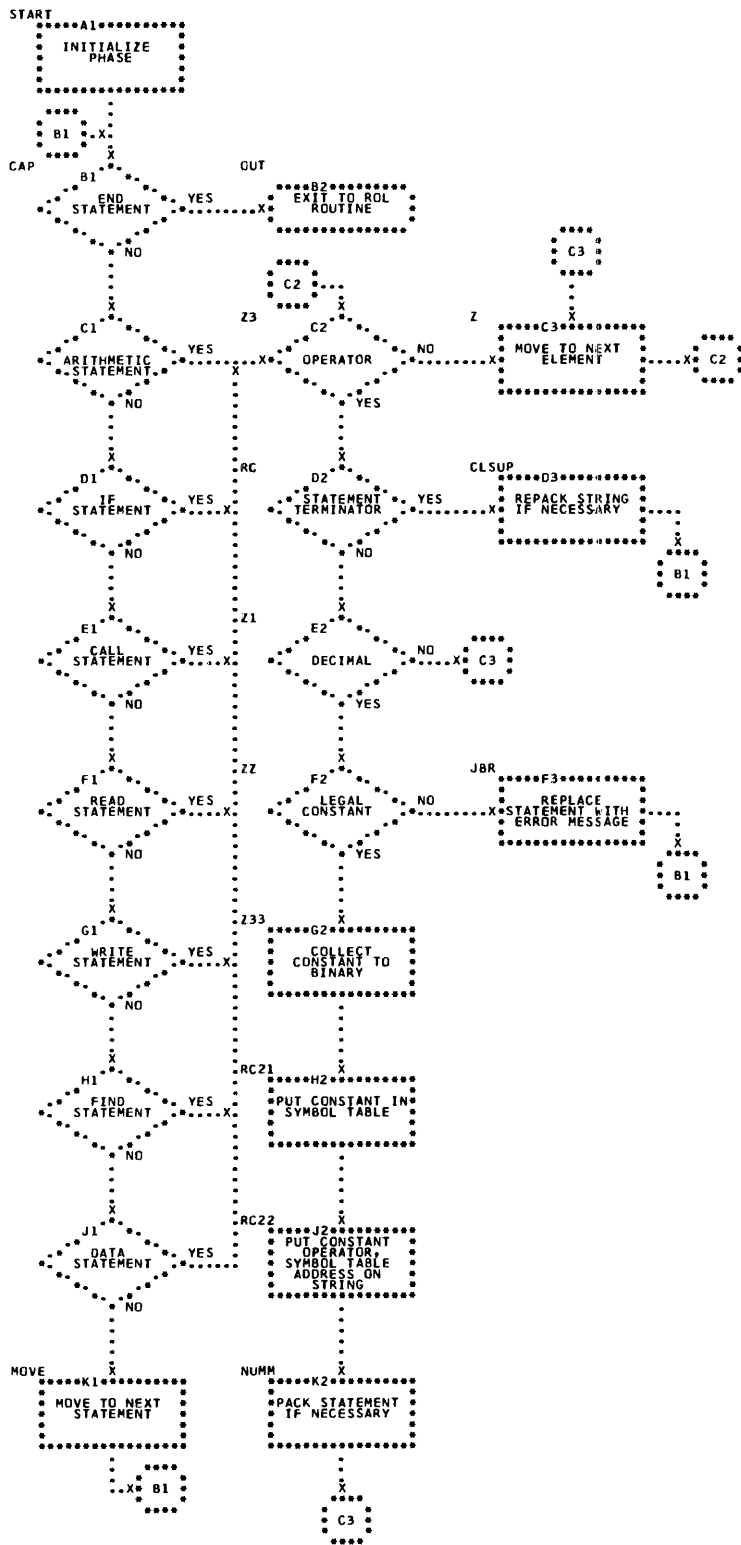 START
A1
INITIALIZE
PHASE
B1
X
X
CAP
OUT
B1
END
STATEMENT
YES
X
B2
EXIT TO ROL
ROUTINE
NO
X
C3
C2
X
Z3
X
Z
X
C1
ARITHMETIC
STATEMENT
YES
X
X
C2
OPERATOR
NO
X
C3
MOVE TO NEXT
ELEMENT
X
C2
NO
YES
X
RC
X
CLSUP
D1
IF
STATEMENT
YES
X
D2
STATEMENT
TERMINATOR
YES
X
D3
REPACK STRING
IF NECESSARY
NO
NO
X
B1
X
Z1
X
E1
CALL
STATEMENT
YES
X
E2
DECIMAL
NO
X
C3
NO
YES
X
ZZ
X
JBR
F1
READ
STATEMENT
YES
X
F2
LEGAL
CONSTANT
NO
X
F3
REPLACE
STATEMENT WITH
ERROR MESSAGE
NO
YES
X
B1
X
Z33
X
G1
WRITE
STATEMENT
YES
X
G2
COLLECT
CONSTANT TO
BINARY
NO
X
RC21
X
H1
FIND
STATEMENT
YES
X
H2
PUT CONSTANT IN
SYMBOL TABLE
NO
X
RC22
X
J1
DATA
STATEMENT
YES
J2
PUT CONSTANT
OPERATOR,
SYMBOL TABLE
ADDRESS ON
STRING
NO
MOVE
X
NUMM
X
K1
MOVE TO NEXT
STATEMENT
K2
PACK STATEMENT
IF NECESSARY
X
B1
X
C3